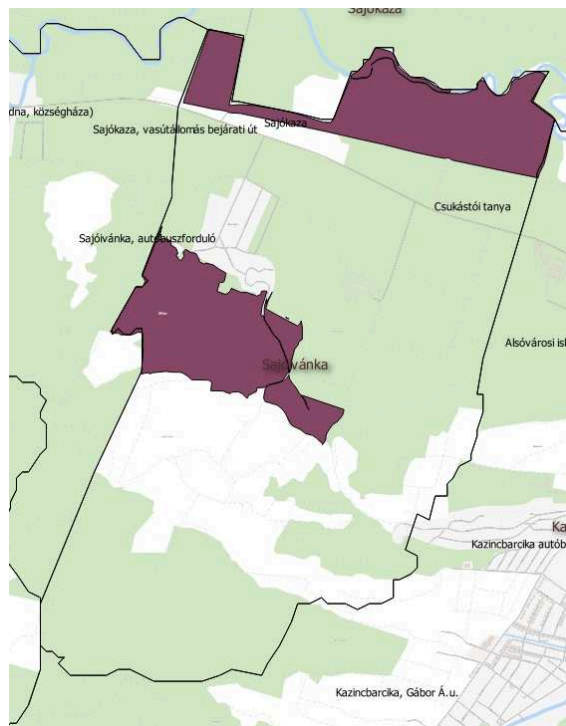 Sajókaza
dna, községháza)
Sajókaza
Sajókaza, vasútállomás bejárati út
Csukástói tanya
Sajóivánka, autóbuszforduló
Alsóvárosi isl
Sajóivánka
Ka
Kazincbarcika autób
Kazincbarcika, Gábor Á.u.